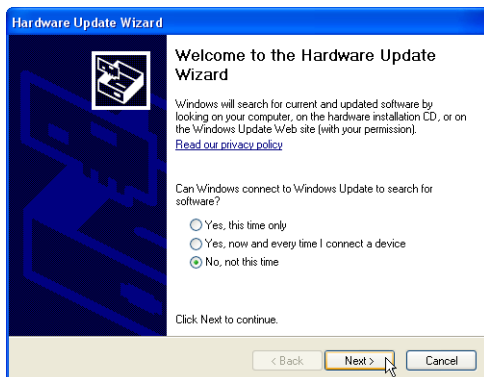 Hardware Update Wizard
Welcome to the Hardware Update
Wizard
Windows will search for current and updated software by
looking on your computer, on the hardware installation CD, or on
the Windows Update Web site (with your permission).
Read our privacy policy
Can Windows connect to Windows Update to search for
software?
Yes, this time only
Yes, now and every time I connect a device
No, not this time
Click Next to continue.
< Back Next > Cancel